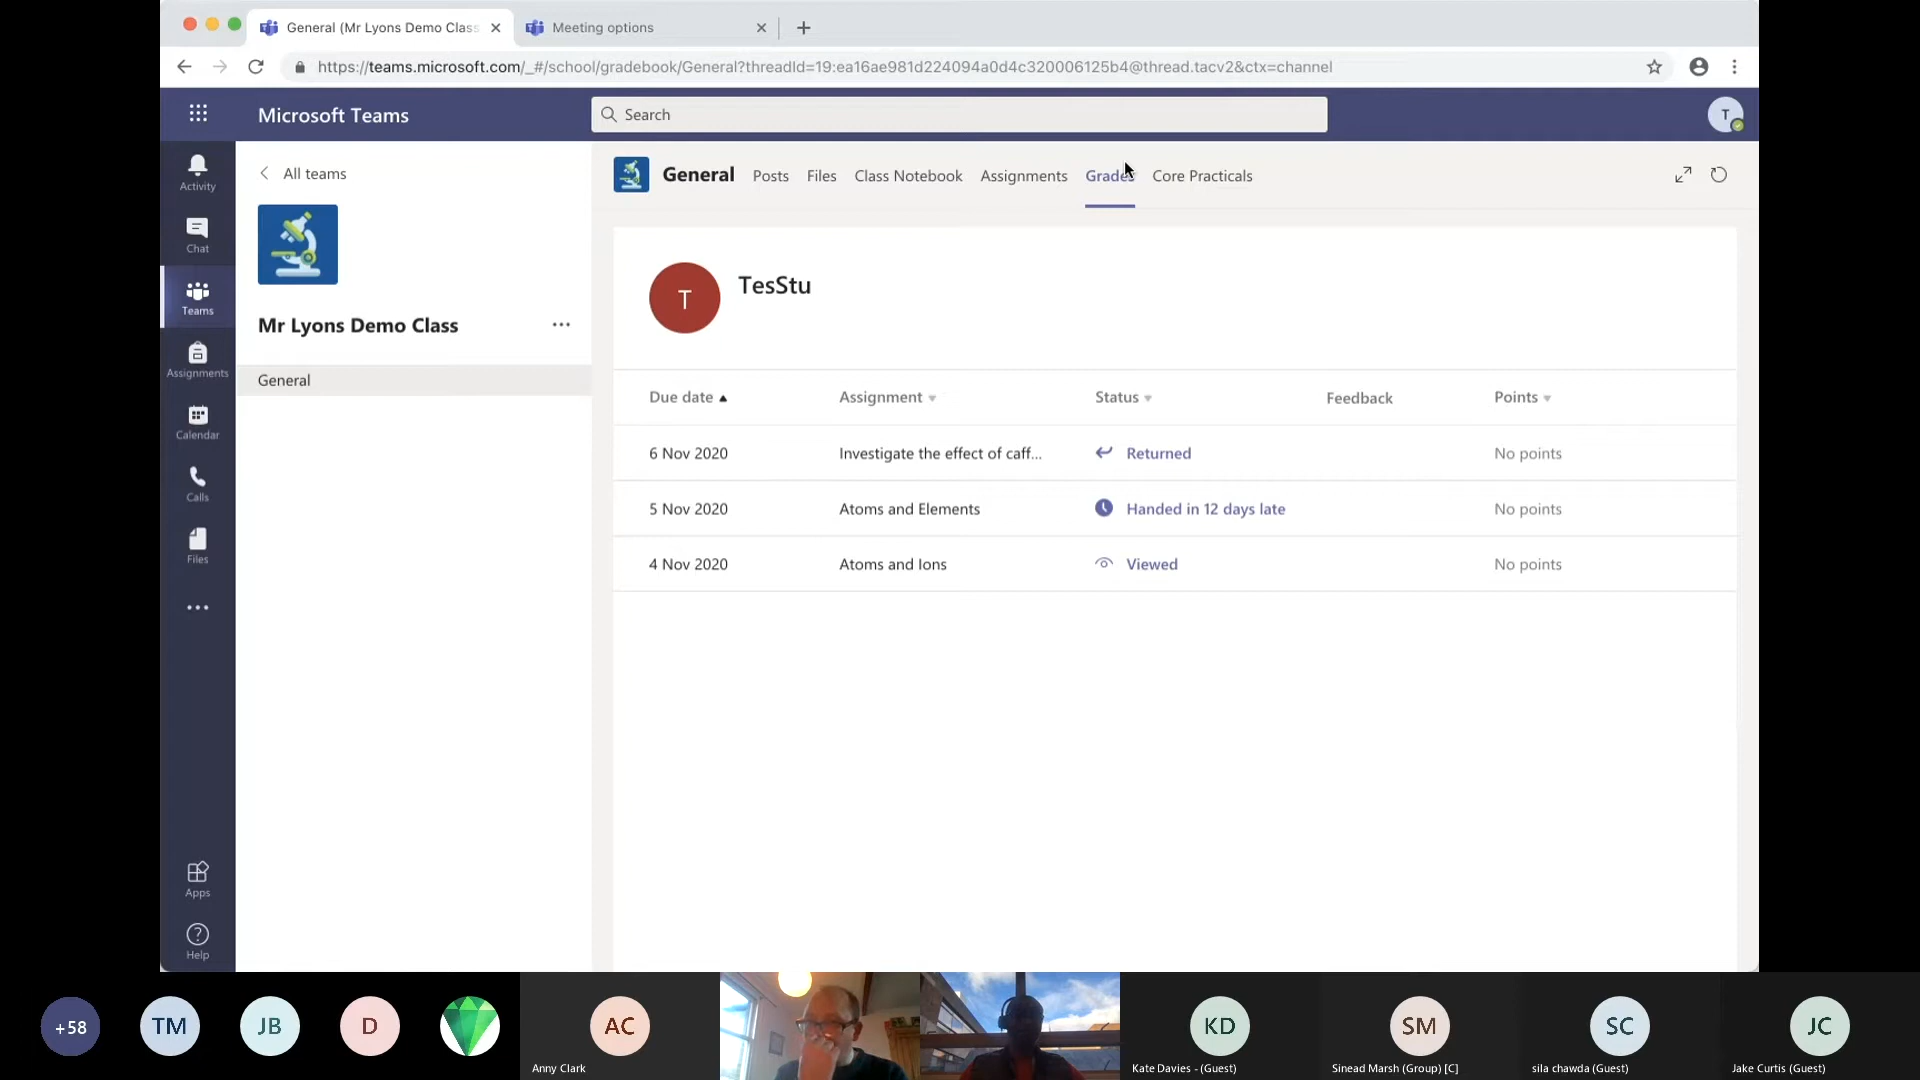 General (Mr Lyons Demo Class
Meeting options
https://teams.microsoft.com/_#/school/gradebook/General?threadId=19:ea16ae981d224094a0d4c320006125b4@thread.tacv2&ctx=channel
Microsoft Teams
Search
T
Activity
Chat
Teams
Assignments
Calendar
Calls
Files
Apps
Help
All teams
Mr Lyons Demo Class
General
General Posts Files Class Notebook Assignments Grades Core Practicals
T
TesStu
Due date Assignment Status Feedback Points
6 Nov 2020 Investigate the effect of caff... Returned No points
5 Nov 2020 Atoms and Elements Handed in 12 days late No points
4 Nov 2020 Atoms and Ions Viewed No points
+58
TM
JB
D
AC
Anny Clark
KD
Kate Davies - (Guest)
SM
Sinead Marsh (Group) [C]
SC
sila chawda (Guest)
JC
Jake Curtis (Guest)